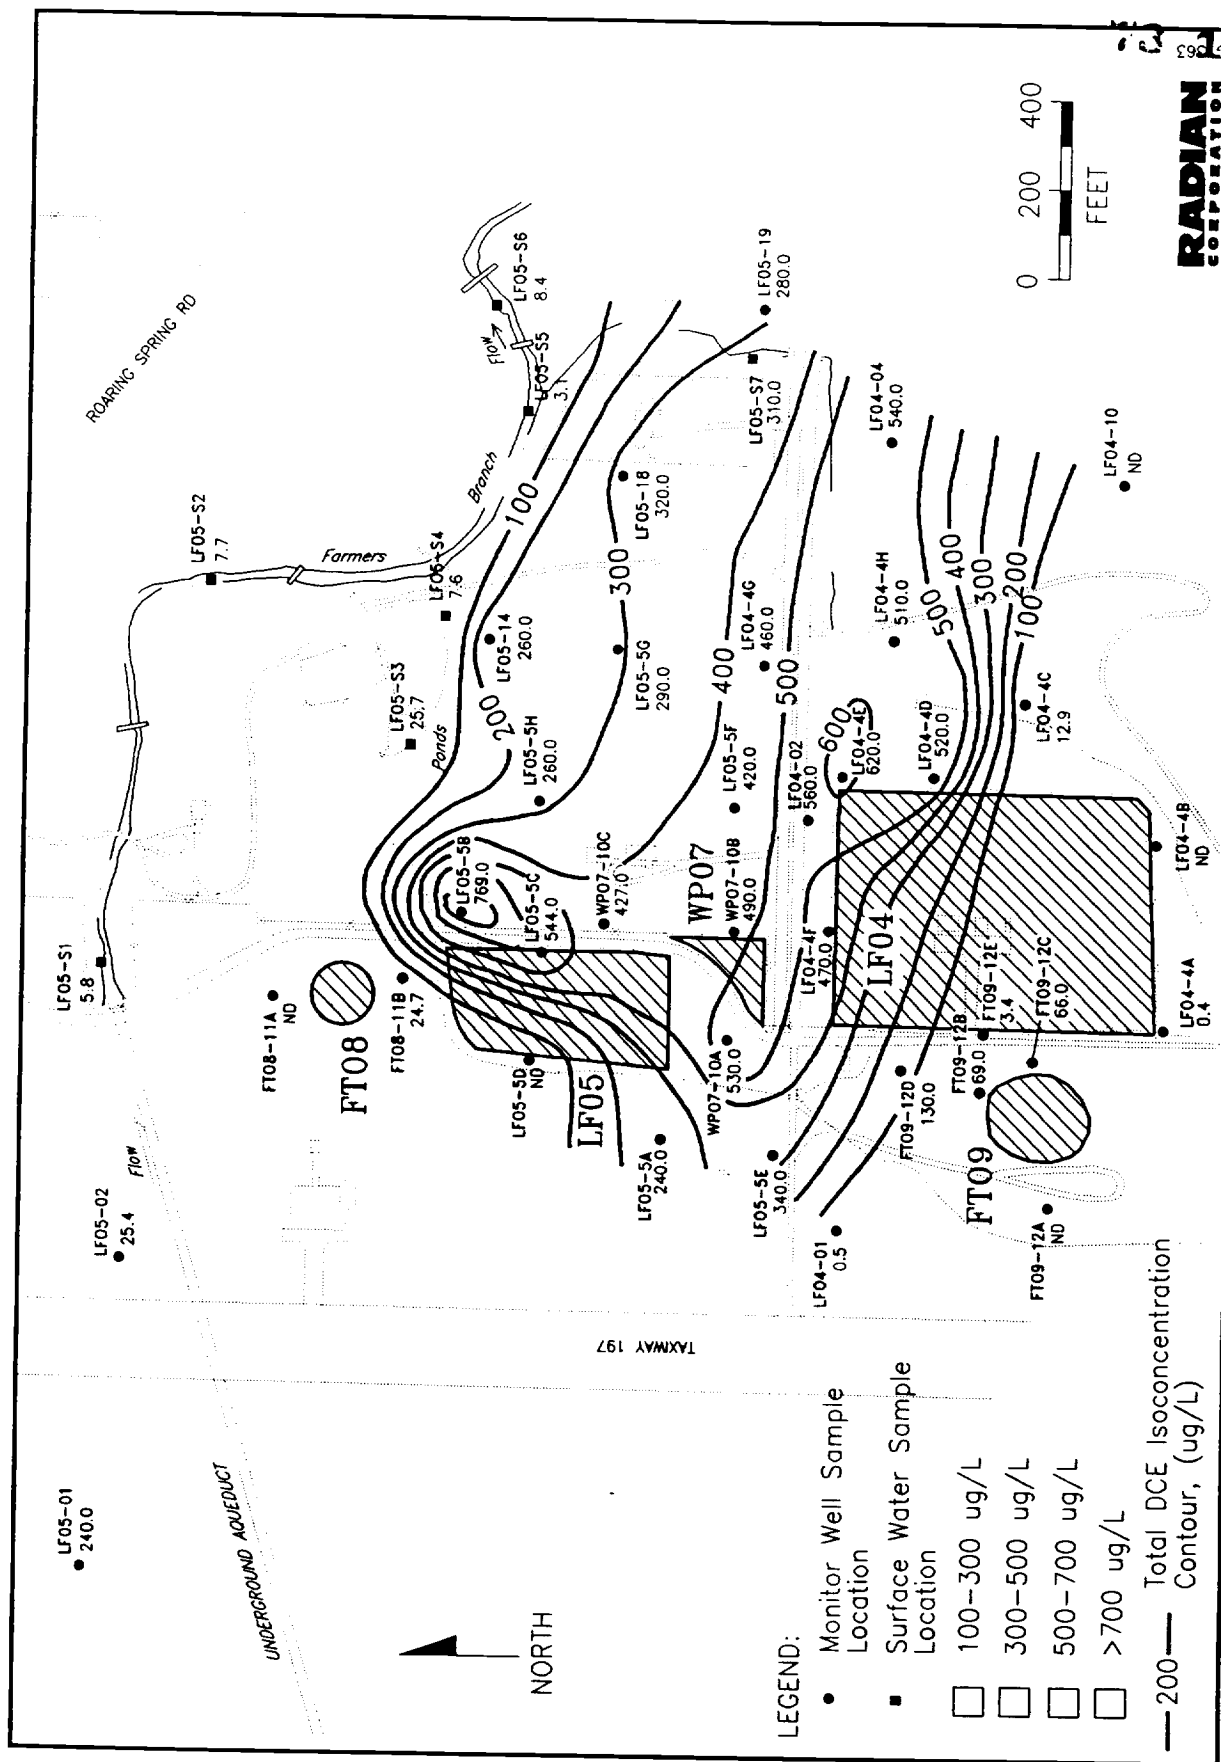 ROARING SPRING RD
LF05-S1
5.8
LF05-S2
7.7
LF05-02
25.4
LF05-01
240.0
Flow
UNDERGROUND AQUEDUCT
Farmers
Branch
Flow
LF05-S6
8.4
LF05-S5
3.1
LF05-S4
7.6
LF05-S3
25.7
Ponds
FT08-11A
ND
FT08
FT08-11B
24.7
LF05-5B
769.0
LF05-5C
544.0
LF05-5H
260.0
LF05-14
260.0
100
200
300
LF05-5G
290.0
LF05-18
320.0
LF05-19
280.0
LF05-S7
310.0
LF05-5D
ND
LF05
LF05-5A
240.0
WP07-10C
427.0
WP07
WP07-10B
490.0
WP07-10A
530.0
LF05-5F
420.0
LF04-4G
460.0
400
500
LF04-02
560.0
600
LF04-4E
620.0
LF04-4F
470.0
LF04-4D
520.0
LF04-4H
510.0
LF04-04
540.0
LF04-10
ND
500
400
300
200
100
LF04-4C
12.9
LF04-4B
ND
LF04-4A
0.4
LF04
LF05-5E
340.0
LF04-01
0.5
FT09-12D
130.0
FT09-12B
69.0
FT09-12E
3.4
FT09-12C
66.0
FT09
FT09-12A
ND
TAXIWAY 197
NORTH
0 200 400
FEET
RADIAN
CORPORATION
LEGEND:
Monitor Well Sample
Location
Surface Water Sample
Location
100-300 ug/L
300-500 ug/L
500-700 ug/L
>700 ug/L
200 Total DCE Isoconcentration
Contour, (ug/L)